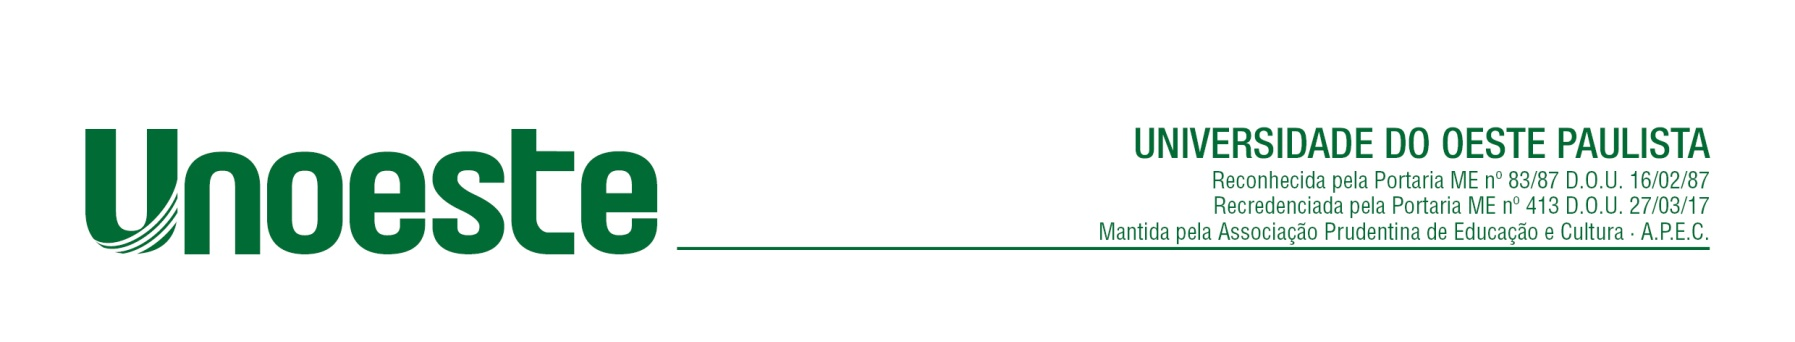 Unoeste
UNIVERSIDADE DO OESTE PAULISTA
Reconhecida pela Portaria ME nº 83/87 D.O.U. 16/02/87
Recredenciada pela Portaria ME nº 413 D.O.U. 27/03/17
Mantida pela Associação Prudentina de Educação e Cultura · A.P.E.C.